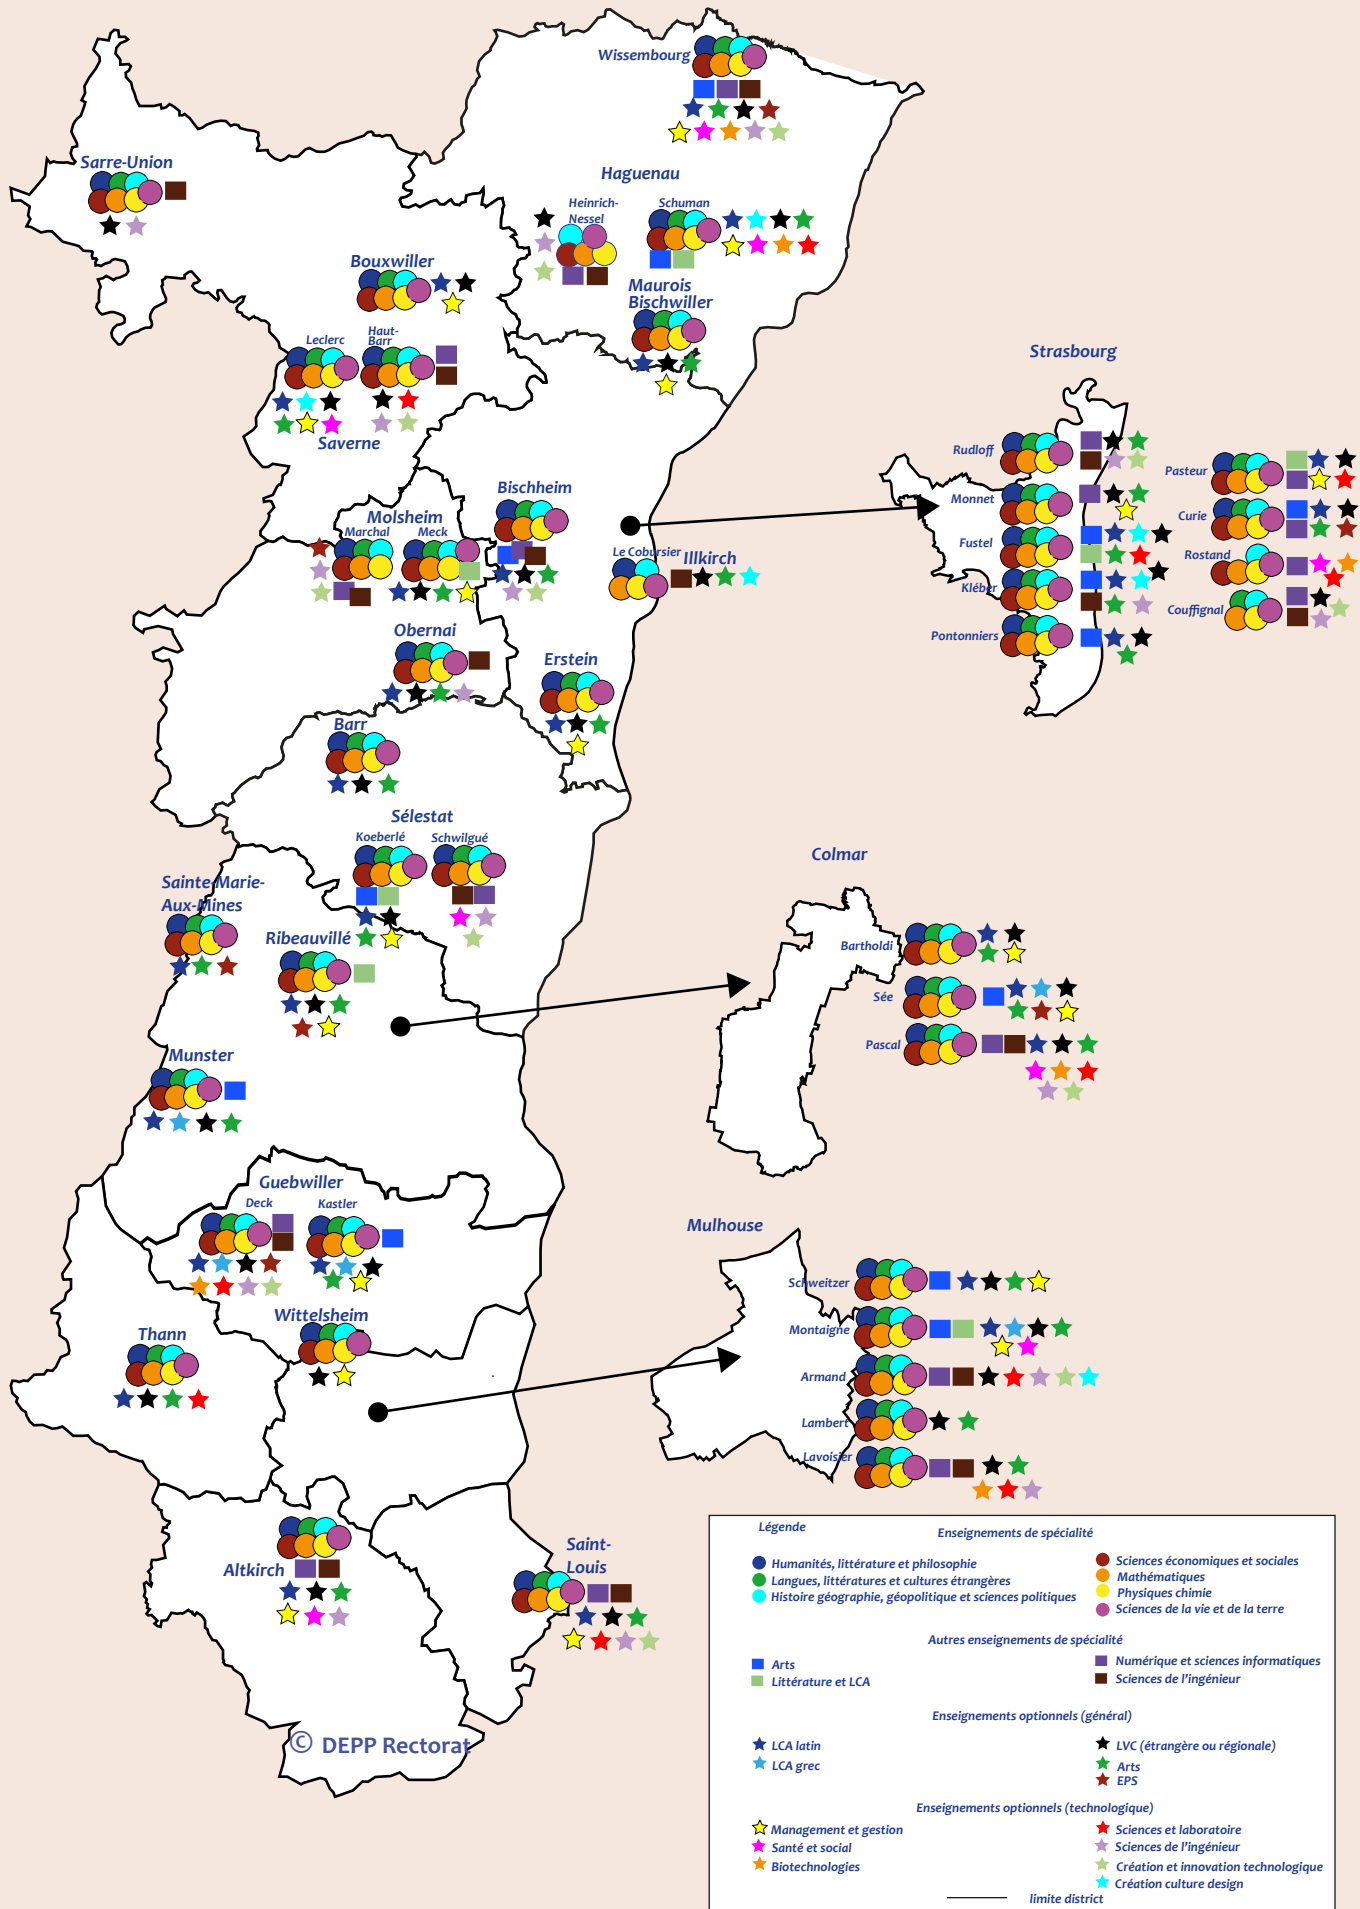 Wissembourg
Sarre-Union
Haguenau
Heinrich-
Nessel
Schuman
Bouxwiller
Maurois
Bischwiller
Leclerc
Haut-
Barr
Saverne
Strasbourg
Rudloff
Pasteur
Monnet
Curie
Fustel
Rostand
Kléber
Couffignal
Pontonniers
Bischheim
Molsheim
Marchal
Meck
Le Cobursier
Illkirch
Obernai
Erstein
Barr
Sélestat
Koeberlé
Schwilgué
Sainte-Marie-
Aux-Mines
Ribeauvillé
Colmar
Bartholdi
Sée
Pascal
Munster
Guebwiller
Deck
Kastler
Wittelsheim
Thann
Mulhouse
Schweitzer
Montaigne
Armand
Lambert
Lavoisier
Altkirch
Saint-
Louis
© DEPP Rectorat
Légende
Enseignements de spécialité
Humanités, littérature et philosophie
Langues, littératures et cultures étrangères
Histoire géographie, géopolitique et sciences politiques
Sciences économiques et sociales
Mathématiques
Physiques chimie
Sciences de la vie et de la terre
Autres enseignements de spécialité
Arts
Littérature et LCA
Numérique et sciences informatiques
Sciences de l'ingénieur
Enseignements optionnels (général)
LCA latin
LCA grec
LVC (étrangère ou régionale)
Arts
EPS
Enseignements optionnels (technologique)
Management et gestion
Santé et social
Biotechnologies
Sciences et laboratoire
Sciences de l'ingénieur
Création et innovation technologique
Création culture design
limite district